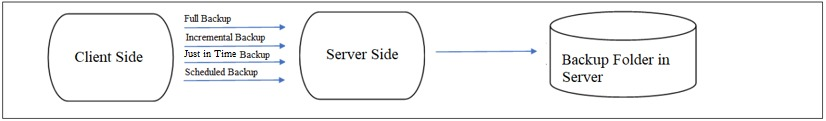 Full Backup
Incremental Backup
Just in Time Backup
Scheduled Backup
Client Side
Server Side
Backup Folder in
Server